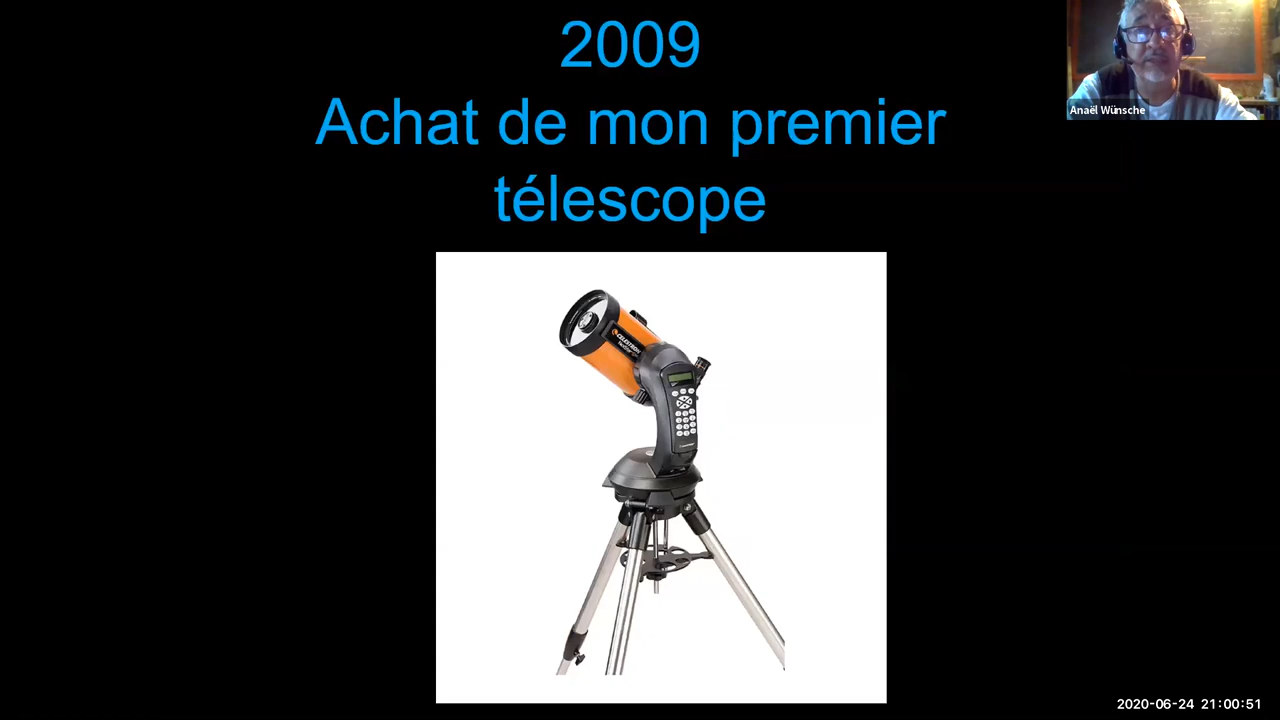 2009
Achat de mon premier
télescope
Anaël Wünsche
CELESTRON
2020-06-24 21:00:51